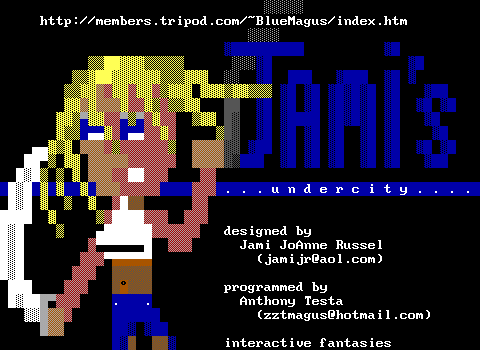 http://members.tripod.com/~BlueMagus/index.htm
JAMI's
...undercity....
designed by
Jami JoAnne Russel
(jamijr@aol.com)
programmed by
Anthony Testa
(zztmagus@hotmail.com)
interactive fantasies